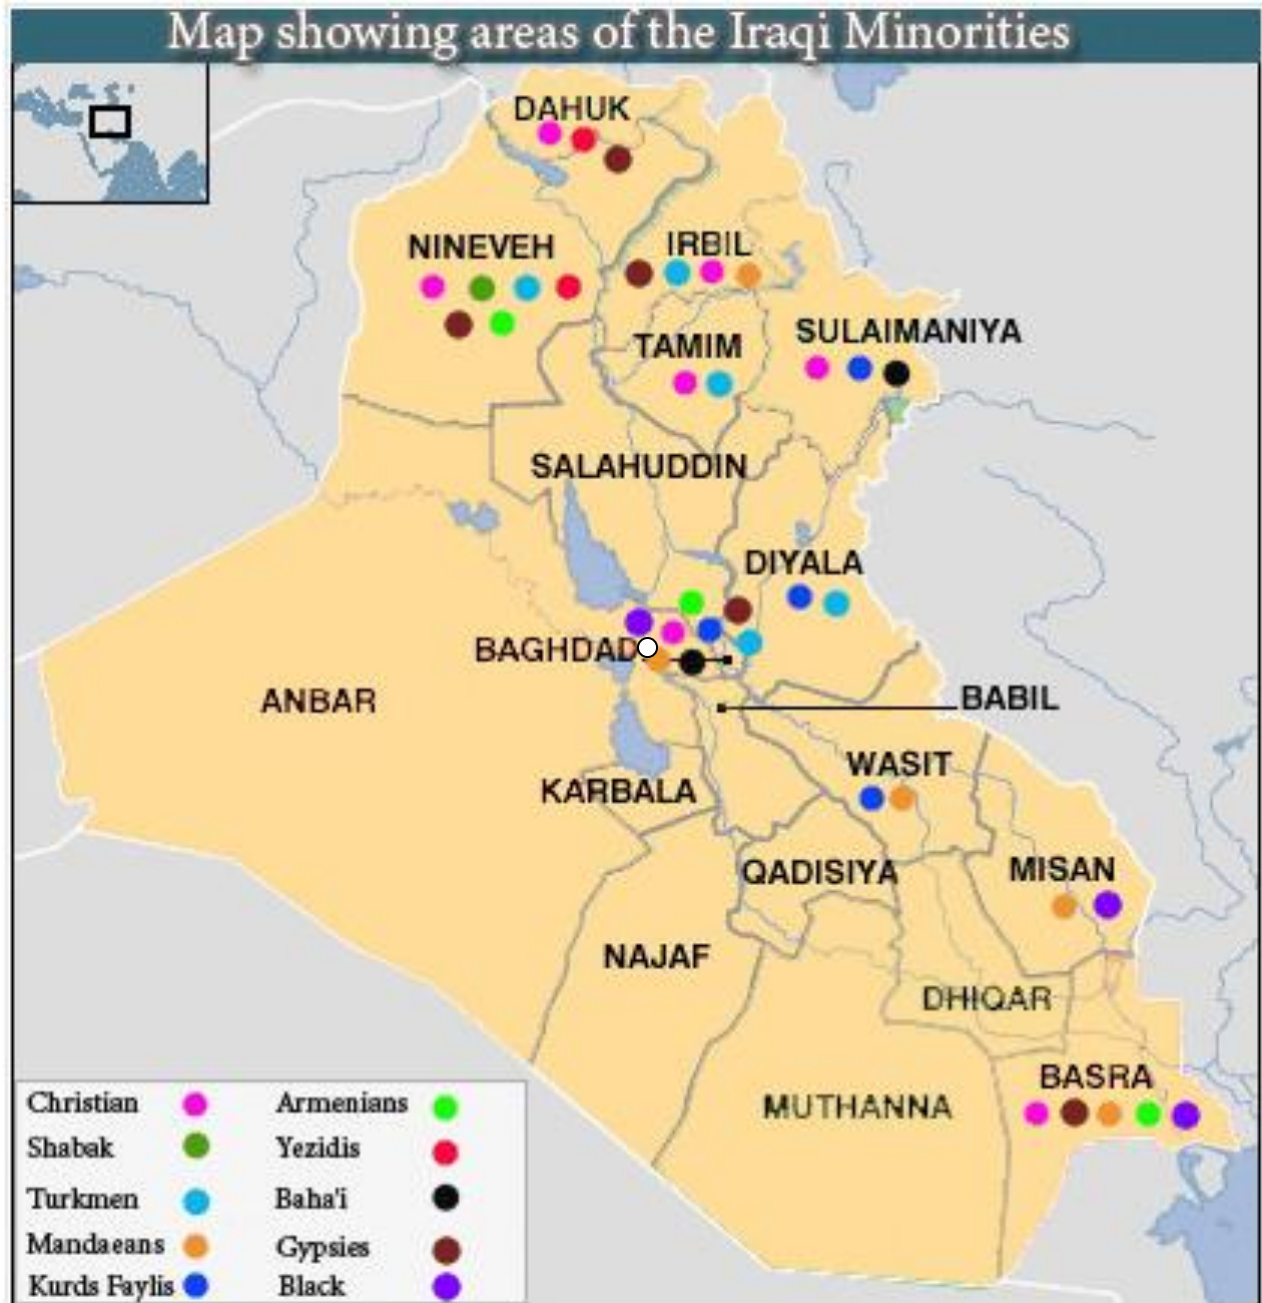 Map showing areas of the Iraqi Minorities
DAHUK
NINEVEH
IRBIL
SULAIMANIYA
TAMIM
SALAHUDDIN
DIYALA
BAGHDAD
ANBAR
BABIL
WASIT
KARBALA
QADISIYA
MISAN
NAJAF
DHIQAR
BASRA
MUTHANNA
Christian
Armenians
Shabak
Yezidis
Turkmen
Baha'i
Mandaeans
Gypsies
Kurds Faylis
Black